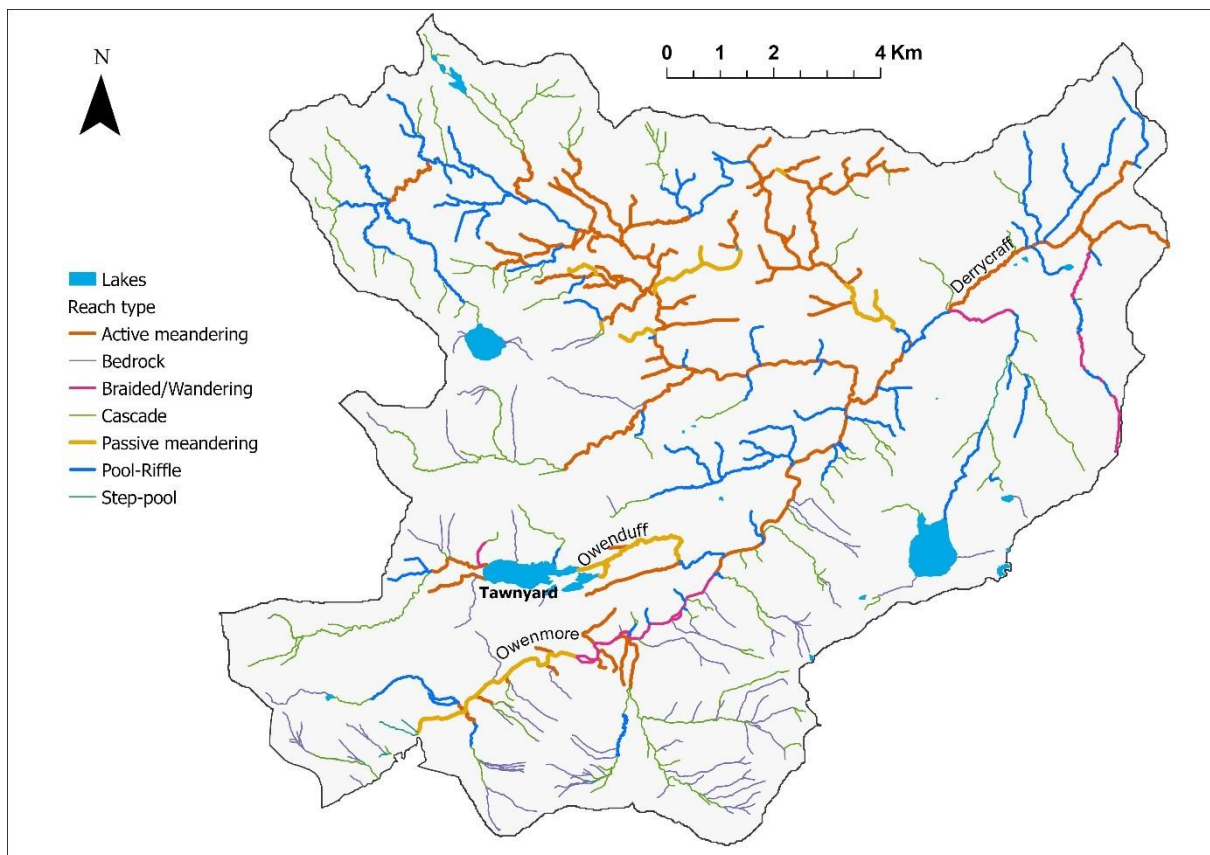 N
0 1 2 4 Km
Lakes
Reach type
Active meandering
Bedrock
Braided/Wandering
Cascade
Passive meandering
Pool-Riffle
Step-pool
Derrycraff
Owenduff
Tawnyard
Owenmore